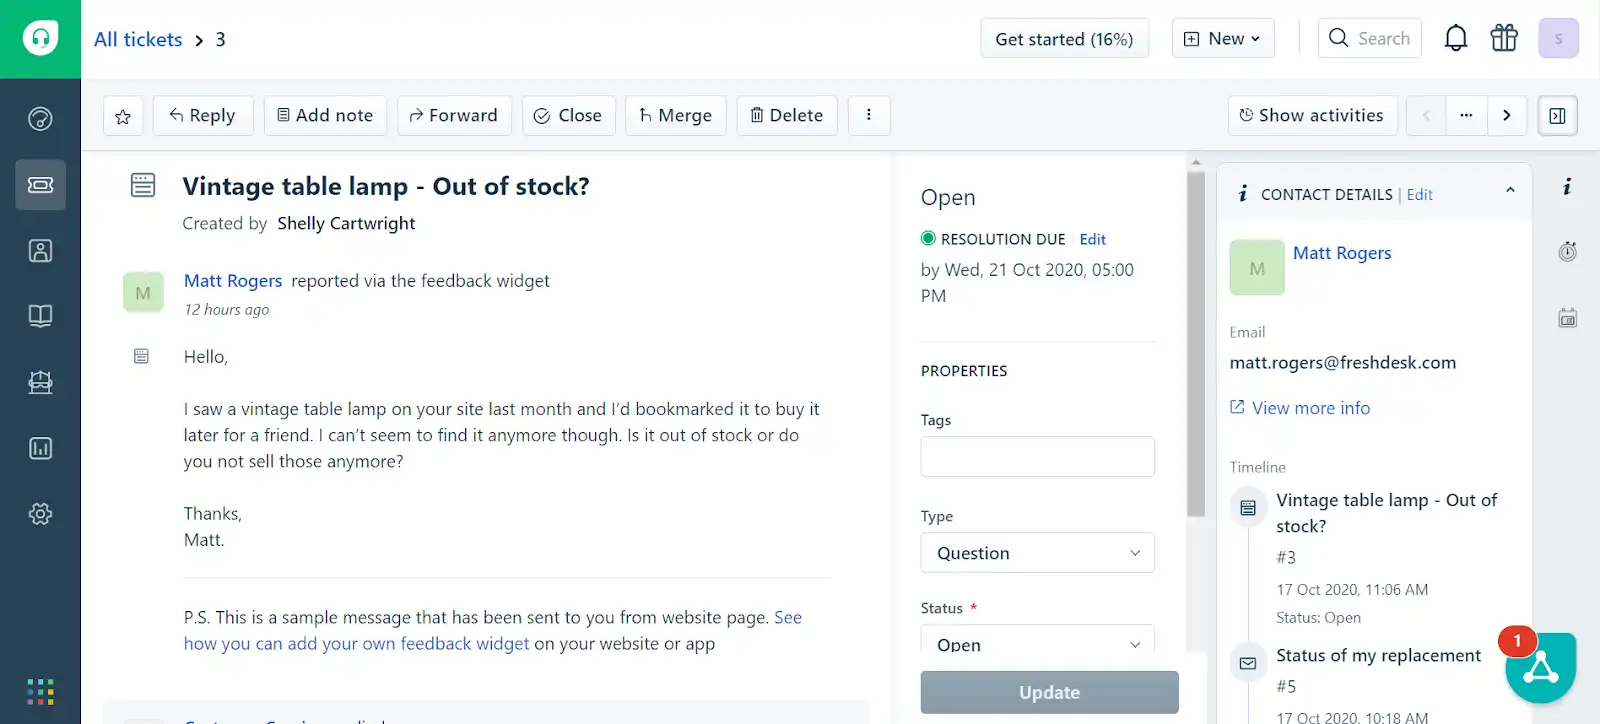 All tickets > 3
Get started (16%)
New
Search
S
Reply
Add note
Forward
Close
Merge
Delete
Show activities
Vintage table lamp - Out of stock?
Created by Shelly Cartwright
M
Matt Rogers reported via the feedback widget
12 hours ago
Hello,
I saw a vintage table lamp on your site last month and I'd bookmarked it to buy it
later for a friend. I can't seem to find it anymore though. Is it out of stock or do
you not sell those anymore?
Thanks,
Matt.
P.S. This is a sample message that has been sent to you from website page. See
how you can add your own feedback widget on your website or app
Open
RESOLUTION DUE Edit
by Wed, 21 Oct 2020, 05:00
PM
PROPERTIES
Tags
Type
Question
Status *
Open
Update
CONTACT DETAILS | Edit
M
Matt Rogers
Email
matt.rogers@freshdesk.com
View more info
Timeline
Vintage table lamp - Out of
stock?
#3
17 Oct 2020, 11:06 AM
Status: Open
Status of my replacement
#5
17 Oct 2020, 10:18 AM
1